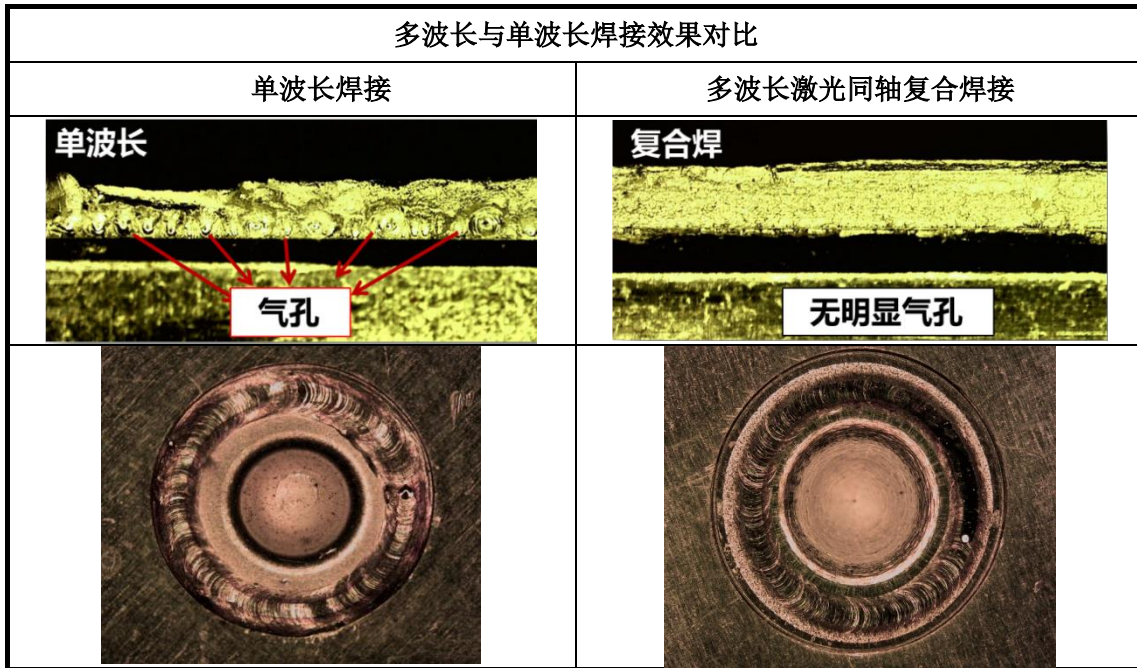 多波长与单波长焊接效果对比
单波长焊接
多波长激光同轴复合焊接
单波长
复合焊
气孔
无明显气孔